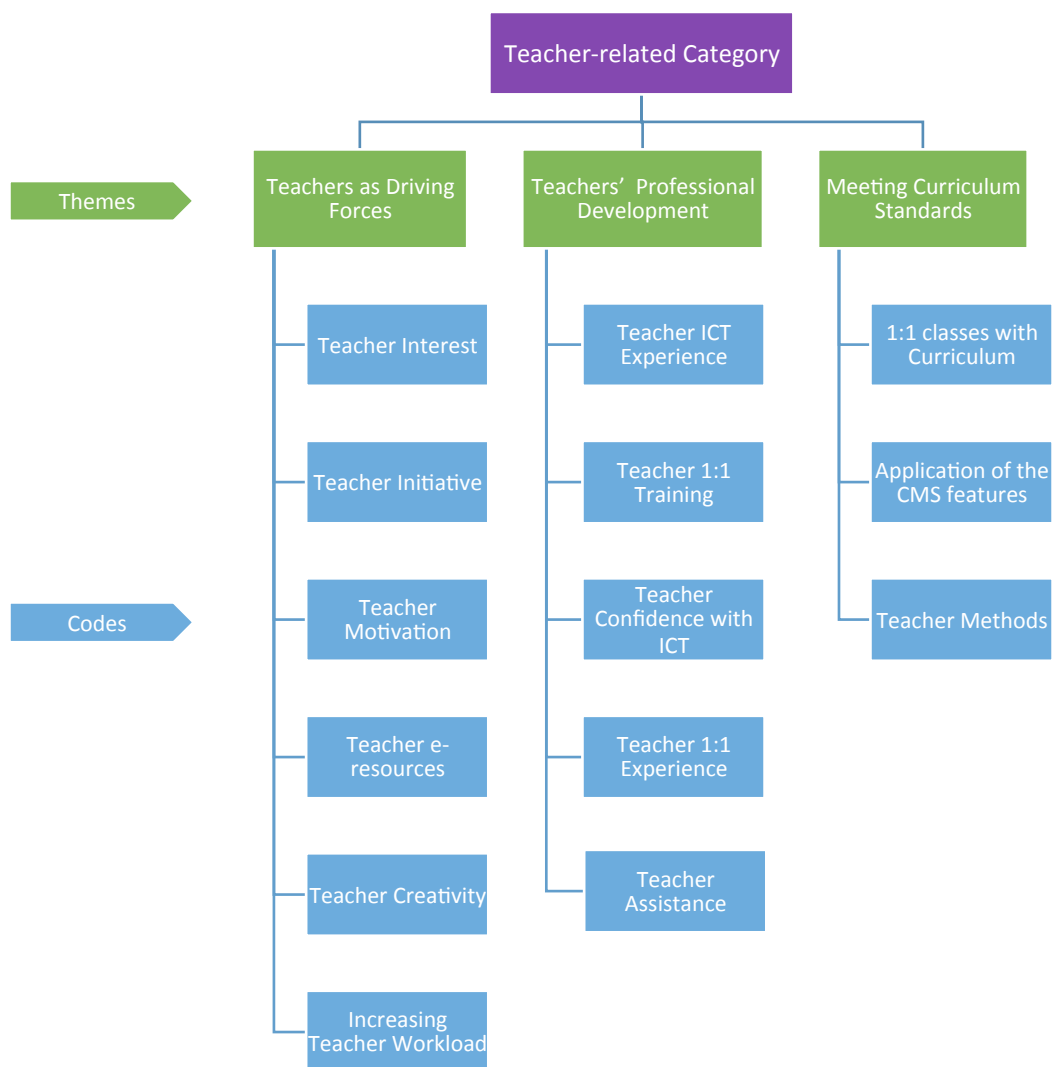 Teacher-related Category
Themes
Teachers as Driving
Forces
Teachers’ Professional
Development
Meeting Curriculum
Standards
Teacher Interest
Teacher ICT
Experience
1:1 classes with
Curriculum
Teacher Initiative
Teacher 1:1
Training
Application of the
CMS features
Codes
Teacher
Motivation
Teacher
Confidence with
ICT
Teacher Methods
Teacher e-
resources
Teacher 1:1
Experience
Teacher Creativity
Teacher
Assistance
Increasing
Teacher Workload